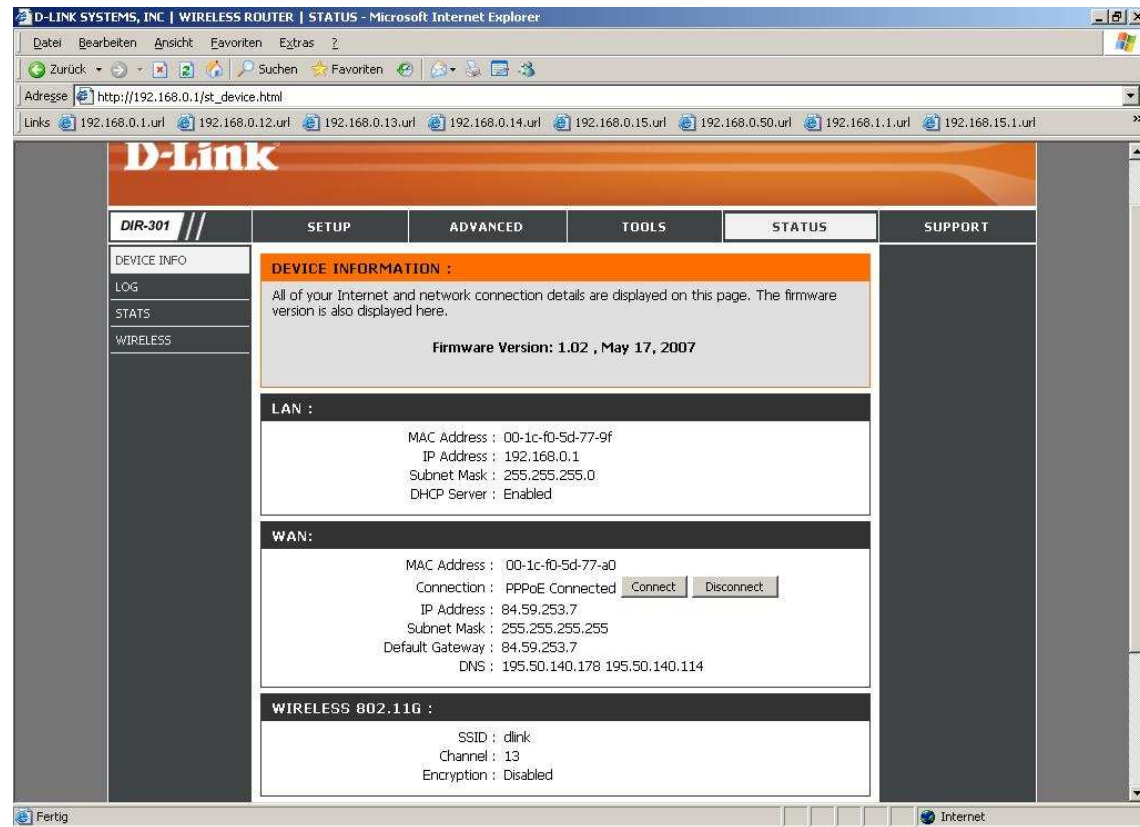 D-LINK SYSTEMS, INC | WIRELESS ROUTER | STATUS - Microsoft Internet Explorer
Datei Bearbeiten Ansicht Favoriten Extras ?
Zurück Suchen Favoriten
Adresse http://192.168.0.1/st_device.html
Links 192.168.0.1.url 192.168.0.12.url 192.168.0.13.url 192.168.0.14.url 192.168.0.15.url 192.168.0.50.url 192.168.1.1.url 192.168.15.1.url »
D-Link
DIR-301 SETUP ADVANCED TOOLS STATUS SUPPORT
DEVICE INFO
LOG
STATS
WIRELESS
DEVICE INFORMATION :
All of your Internet and network connection details are displayed on this page. The firmware
version is also displayed here.
Firmware Version: 1.02 , May 17, 2007
LAN :
MAC Address : 00-1c-f0-5d-77-9f
IP Address : 192.168.0.1
Subnet Mask : 255.255.255.0
DHCP Server : Enabled
WAN:
MAC Address : 00-1c-f0-5d-77-a0
Connection : PPPoE Connected Connect Disconnect
IP Address : 84.59.253.7
Subnet Mask : 255.255.255.255
Default Gateway : 84.59.253.7
DNS : 195.50.140.178 195.50.140.114
WIRELESS 802.11G :
SSID : dlink
Channel : 13
Encryption : Disabled
Fertig Internet